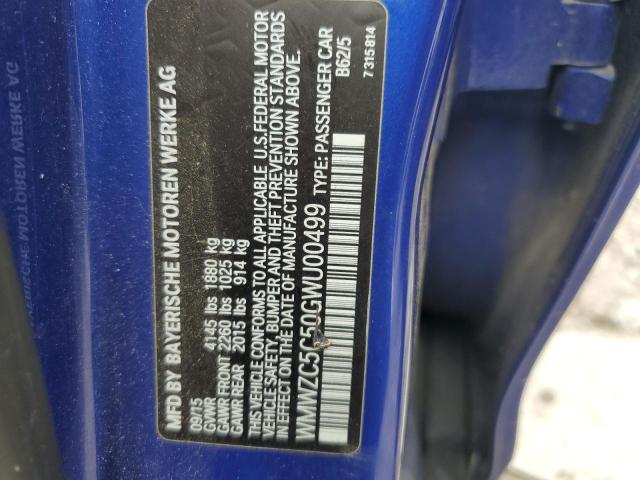 MFD BY BAYERISCHE MOTOREN WERKE AG
09/15
GVWR 4145 lbs 1880 kg
GAWR FRONT 2260 lbs 1025 kg
GAWR REAR 2015 lbs 914 kg
THIS VEHICLE CONFORMS TO ALL APPLICABLE U.S.FEDERAL MOTOR
VEHICLE SAFETY, BUMPER AND THEFT PREVENTION STANDARDS
IN EFFECT ON THE DATE OF MANUFACTURE SHOWN ABOVE.
WMWZC5C50GWU00499 TYPE: PASSENGER CAR
B62/5
7 315 814